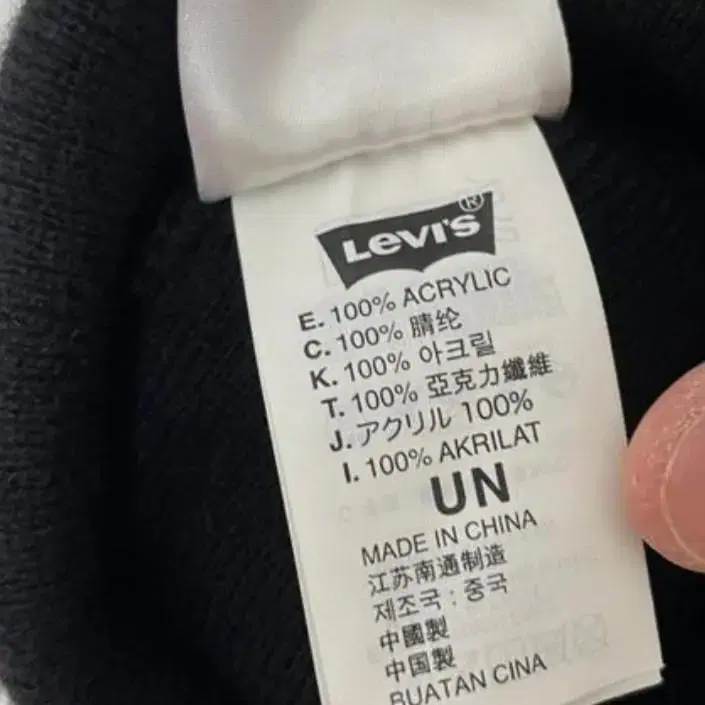 Levi's®
E. 100% ACRYLIC
C. 100% 腈纶
K. 100% 아크릴
T. 100% 亞克力纖維
J. アクリル 100%
I. 100% AKRILAT
UN
MADE IN CHINA
江苏南通制造
제조국 : 중국
中國製
中国製
BUATAN CINA